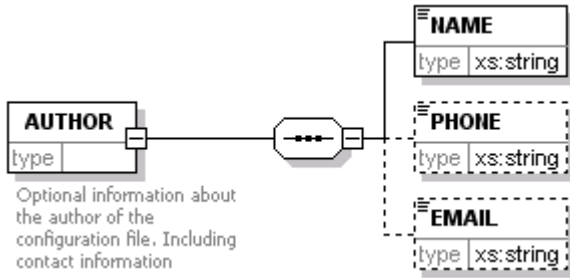 NAME
type xs:string
AUTHOR
type
PHONE
type xs:string
Optional information about
the author of the
configuration file. Including
contact information
EMAIL
type xs:string